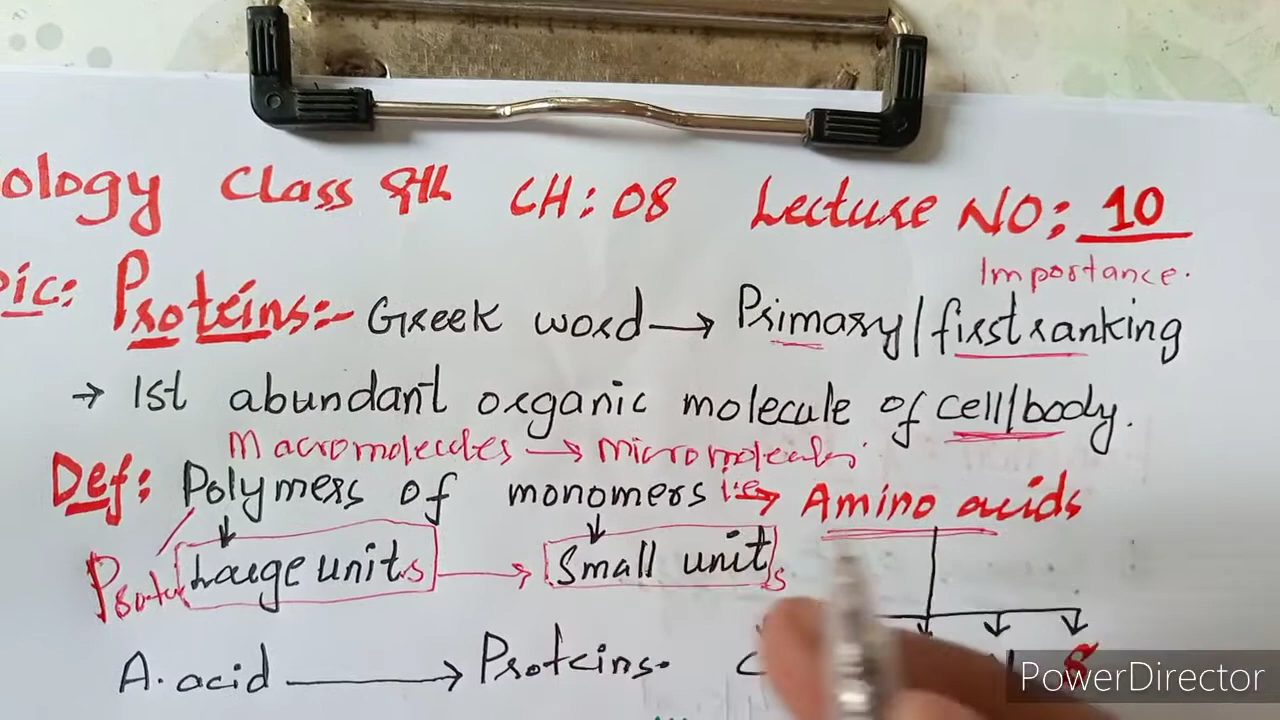 ology Class 9th CH: 08 Lecture NO: 10
Importance.
pic: Proteins:- Greek word → Primary/first ranking
→ 1st abundant organic molecule of cell/body.
Macromolecules → micromolecules
Def: Polymers of monomers i.e → Amino acids
Large units → Small units
A. acid → Proteins. C N S
PowerDirector